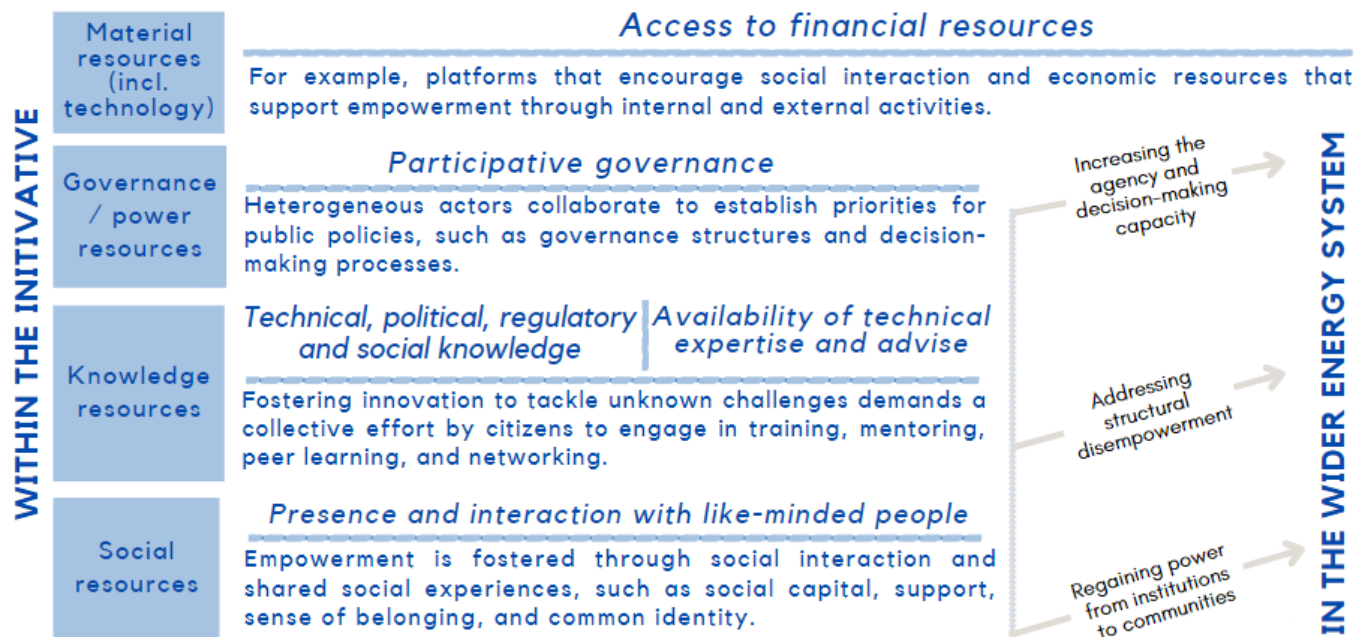 WITHIN THE INITIVATIVE
Material
resources
(incl.
technology)
Access to financial resources
For example, platforms that encourage social interaction and economic resources that
support empowerment through internal and external activities.
Governance
/ power
resources
Participative governance
Heterogeneous actors collaborate to establish priorities for
public policies, such as governance structures and decision-
making processes.
Knowledge
resources
Technical, political, regulatory
and social knowledge
Availability of technical
expertise and advise
Fostering innovation to tackle unknown challenges demands a
collective effort by citizens to engage in training, mentoring,
peer learning, and networking.
Social
resources
Presence and interaction with like-minded people
Empowerment is fostered through social interaction and
shared social experiences, such as social capital, support,
sense of belonging, and common identity.
Increasing the
agency and
decision-making
capacity
Addressing
structural
disempowerment
Regaining power
from institutions
to communities
IN THE WIDER ENERGY SYSTEM